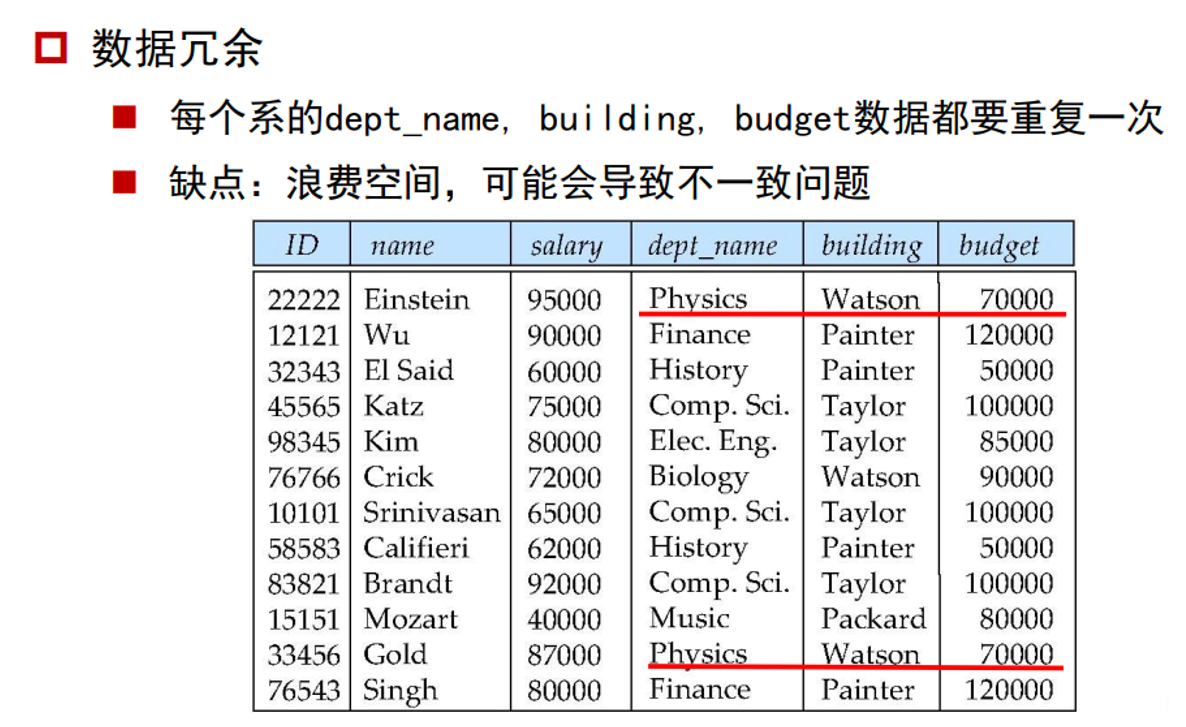 数据冗余
每个系的dept_name, building, budget数据都要重复一次
缺点：浪费空间，可能会导致不一致问题
ID name salary dept_name building budget
22222 Einstein 95000 Physics Watson 70000
12121 Wu 90000 Finance Painter 120000
32343 El Said 60000 History Painter 50000
45565 Katz 75000 Comp. Sci. Taylor 100000
98345 Kim 80000 Elec. Eng. Taylor 85000
76766 Crick 72000 Biology Watson 90000
10101 Srinivasan 65000 Comp. Sci. Taylor 100000
58583 Califieri 62000 History Painter 50000
83821 Brandt 92000 Comp. Sci. Taylor 100000
15151 Mozart 40000 Music Packard 80000
33456 Gold 87000 Physics Watson 70000
76543 Singh 80000 Finance Painter 120000